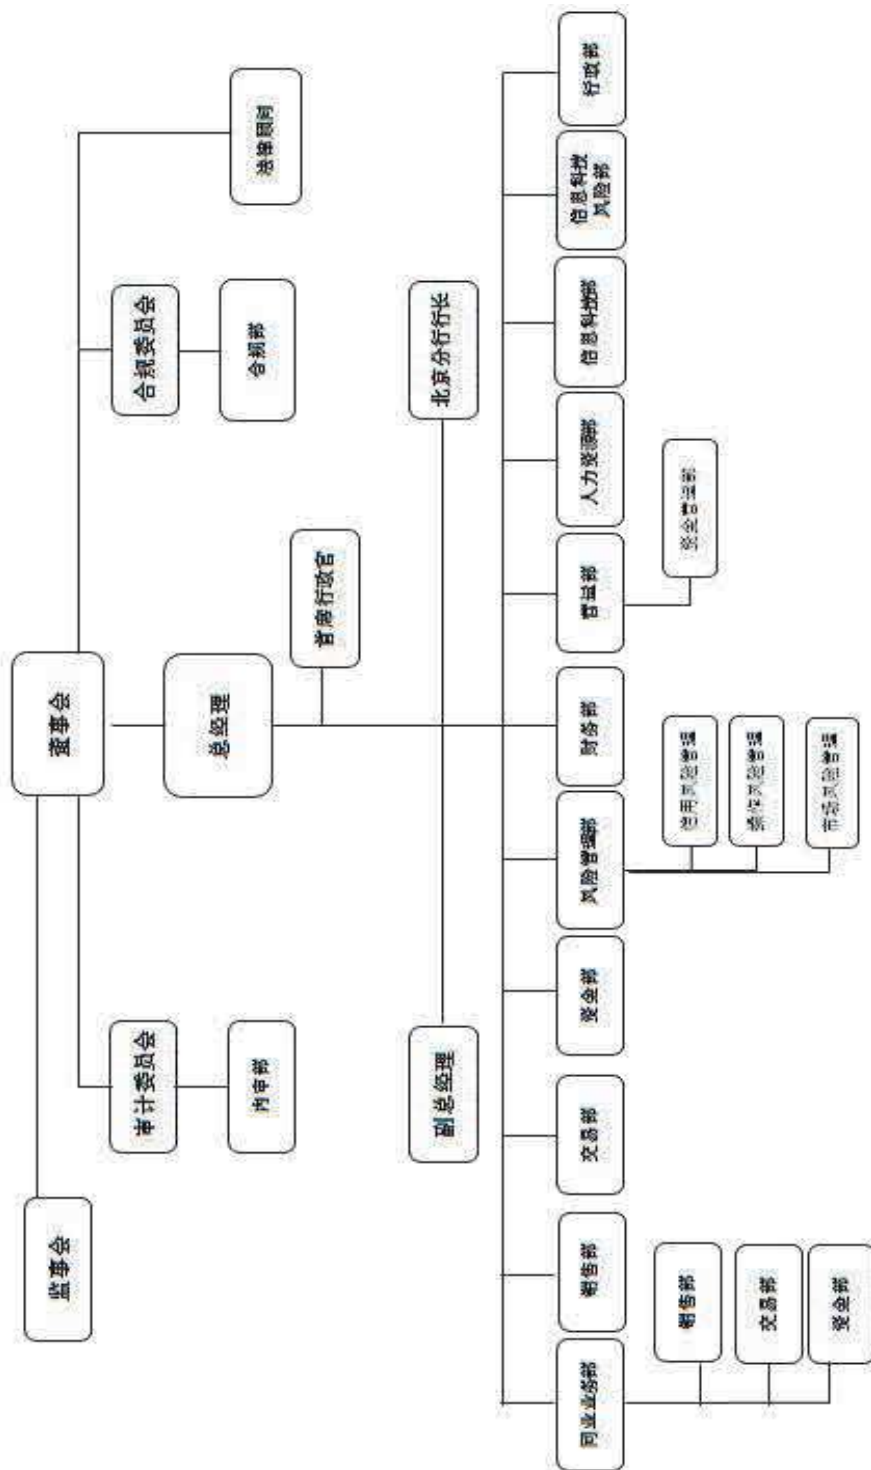 监事会
董事会
审计委员会
合规委员会
法律顾问
内审部
总经理
合规部
首席行政官
副总经理
北京分行行长
同业业务部
销售部
交易部
资金部
风险管理部
财务部
营业部
人力资源部
信息科技部
信息科技
风险部
行政部
销售部
交易部
资金部
信用风险管理
操作风险管理
市场风险管理